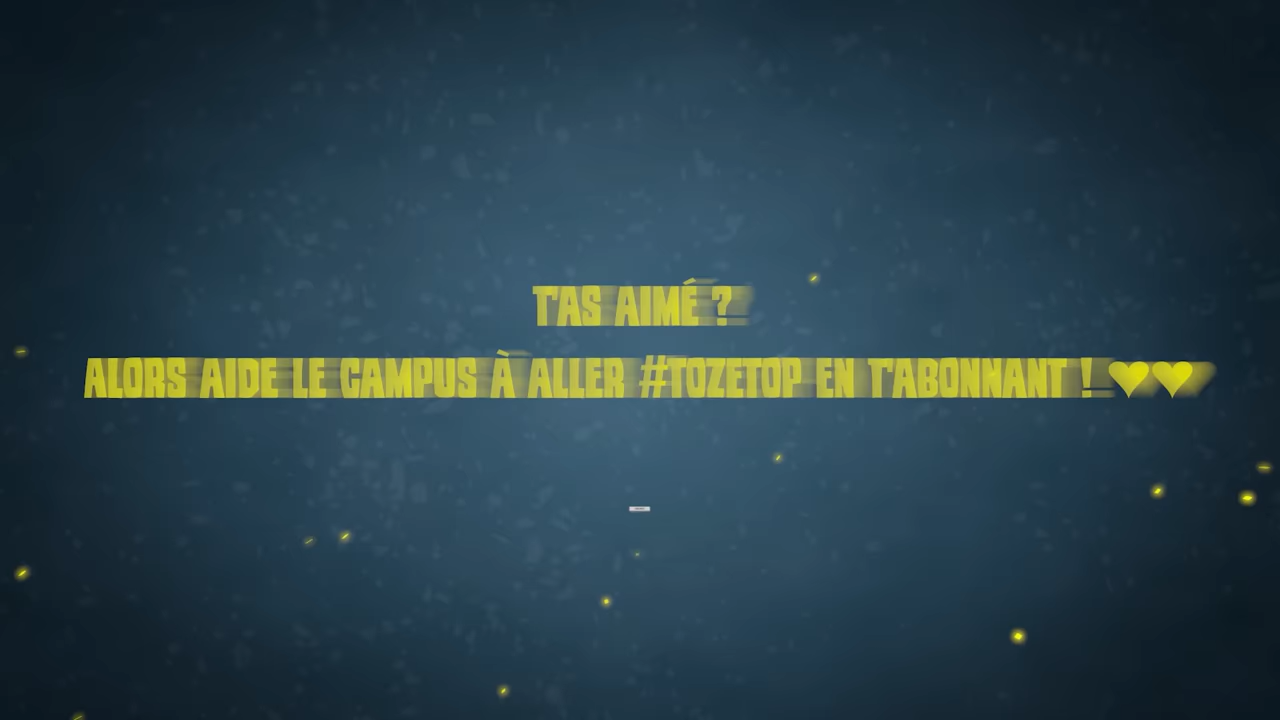 T'AS AIMÉ ?
ALORS AIDE LE CAMPUS À ALLER #TOZETOP EN T'ABONNANT ! ♥♥